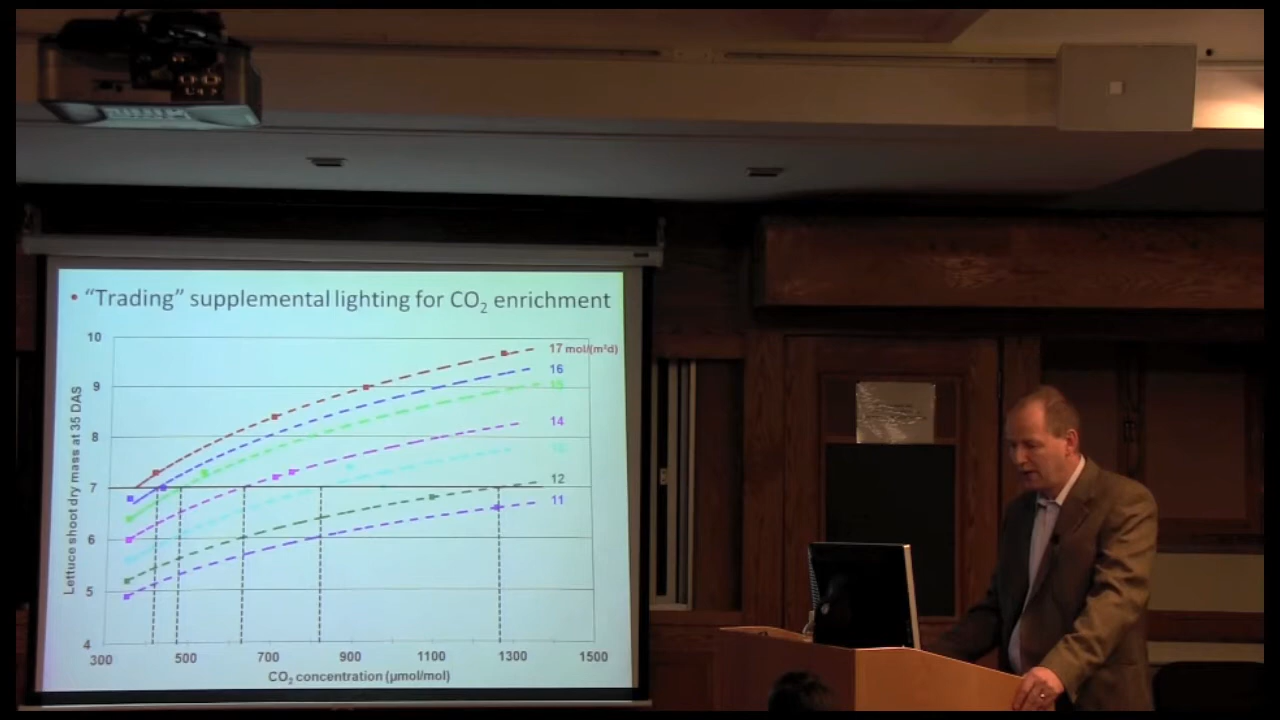 • “Trading” supplemental lighting for CO₂ enrichment
10
9
8
7
6
5
4
Lettuce shoot dry mass at 35 DAS
17 mol/(m²d)
16
15
14
12
11
300 500 700 900 1100 1300 1500
CO₂ concentration (µmol/mol)